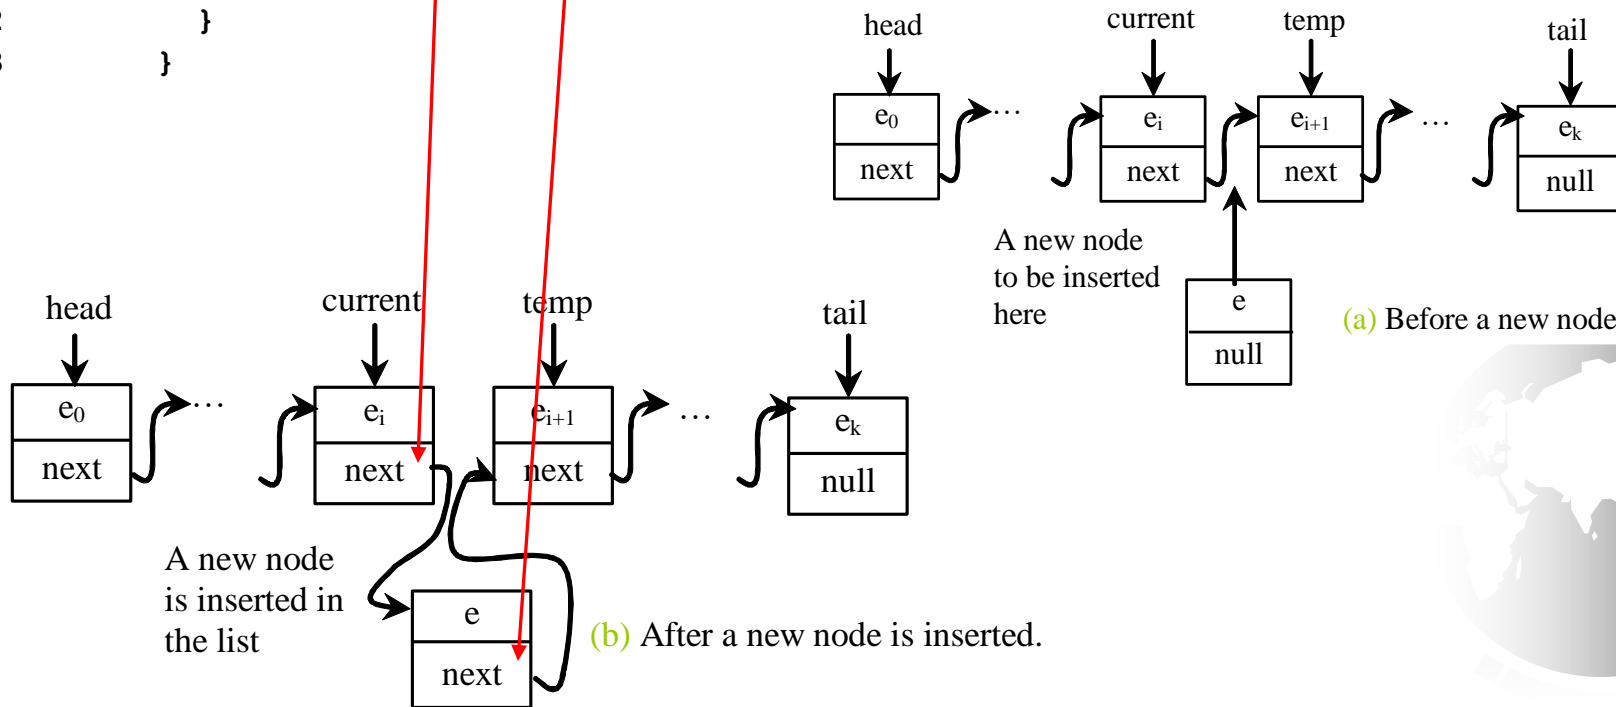 }
}
head
current
temp
tail
e0
…
ei
ei+1
…
ek
next
next
next
null
A new node
to be inserted
here
e
null
(a) Before a new node
head
current
temp
tail
e0
…
ei
ei+1
…
ek
next
next
next
null
A new node
is inserted in
the list
e
next
(b) After a new node is inserted.